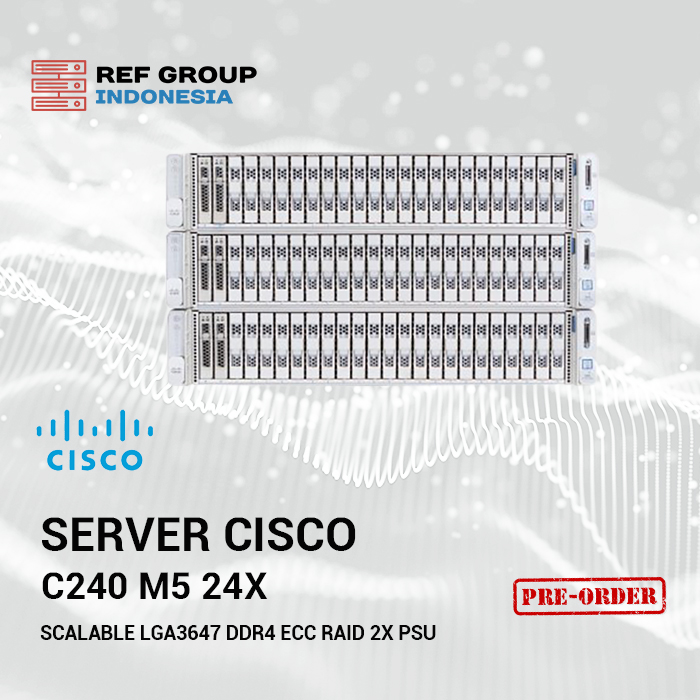 REF GROUP
INDONESIA
CISCO
SERVER CISCO
C240 M5 24X
PRE-ORDER
SCALABLE LGA3647 DDR4 ECC RAID 2X PSU